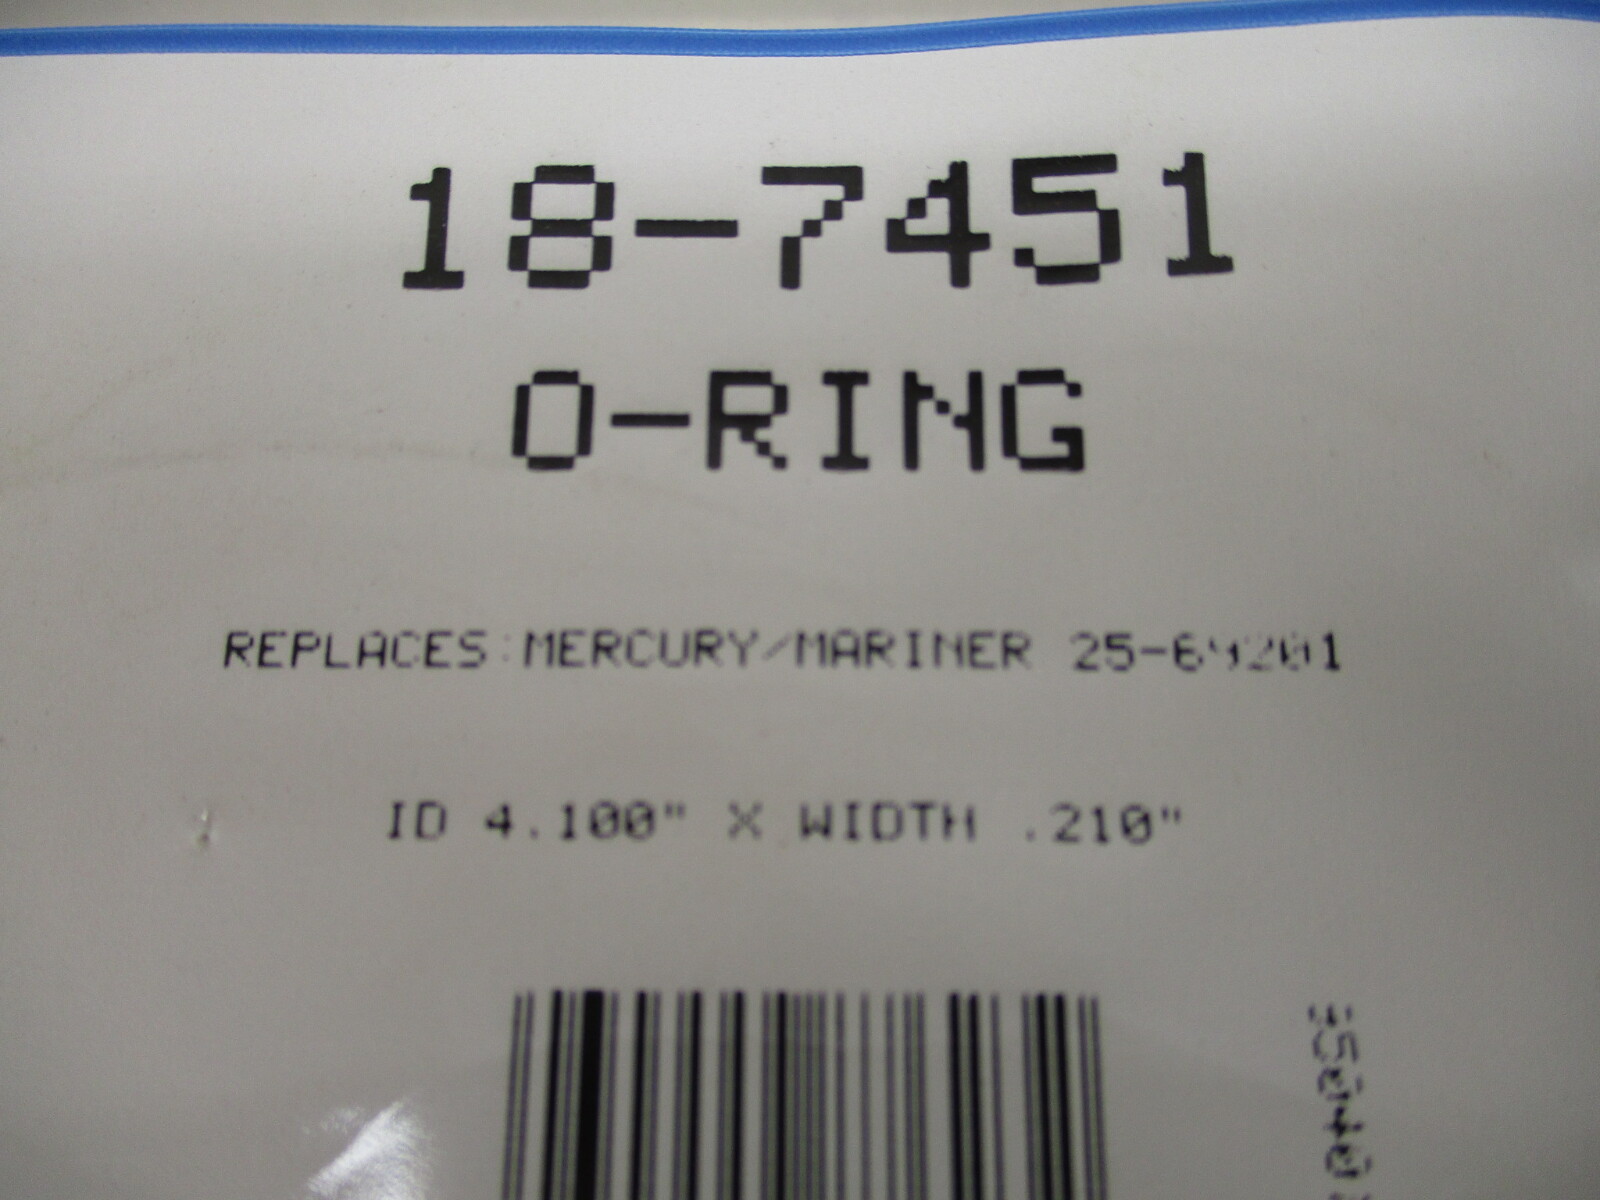 18-7451
O-RING
REPLACES:MERCURY/MARINER
ID 4.100" X WIDTH .210"